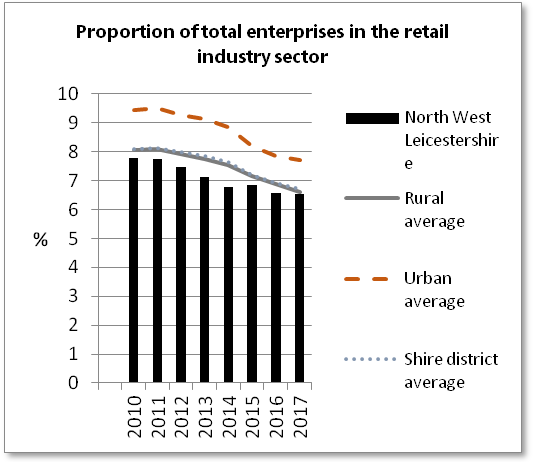 Proportion of total enterprises in the retail
industry sector
10
9
8
7
6
5
4
3
2
1
0
%
2010
2011
2012
2013
2014
2015
2016
2017
North West
Leicestershir
e
Rural
average
Urban
average
Shire district
average